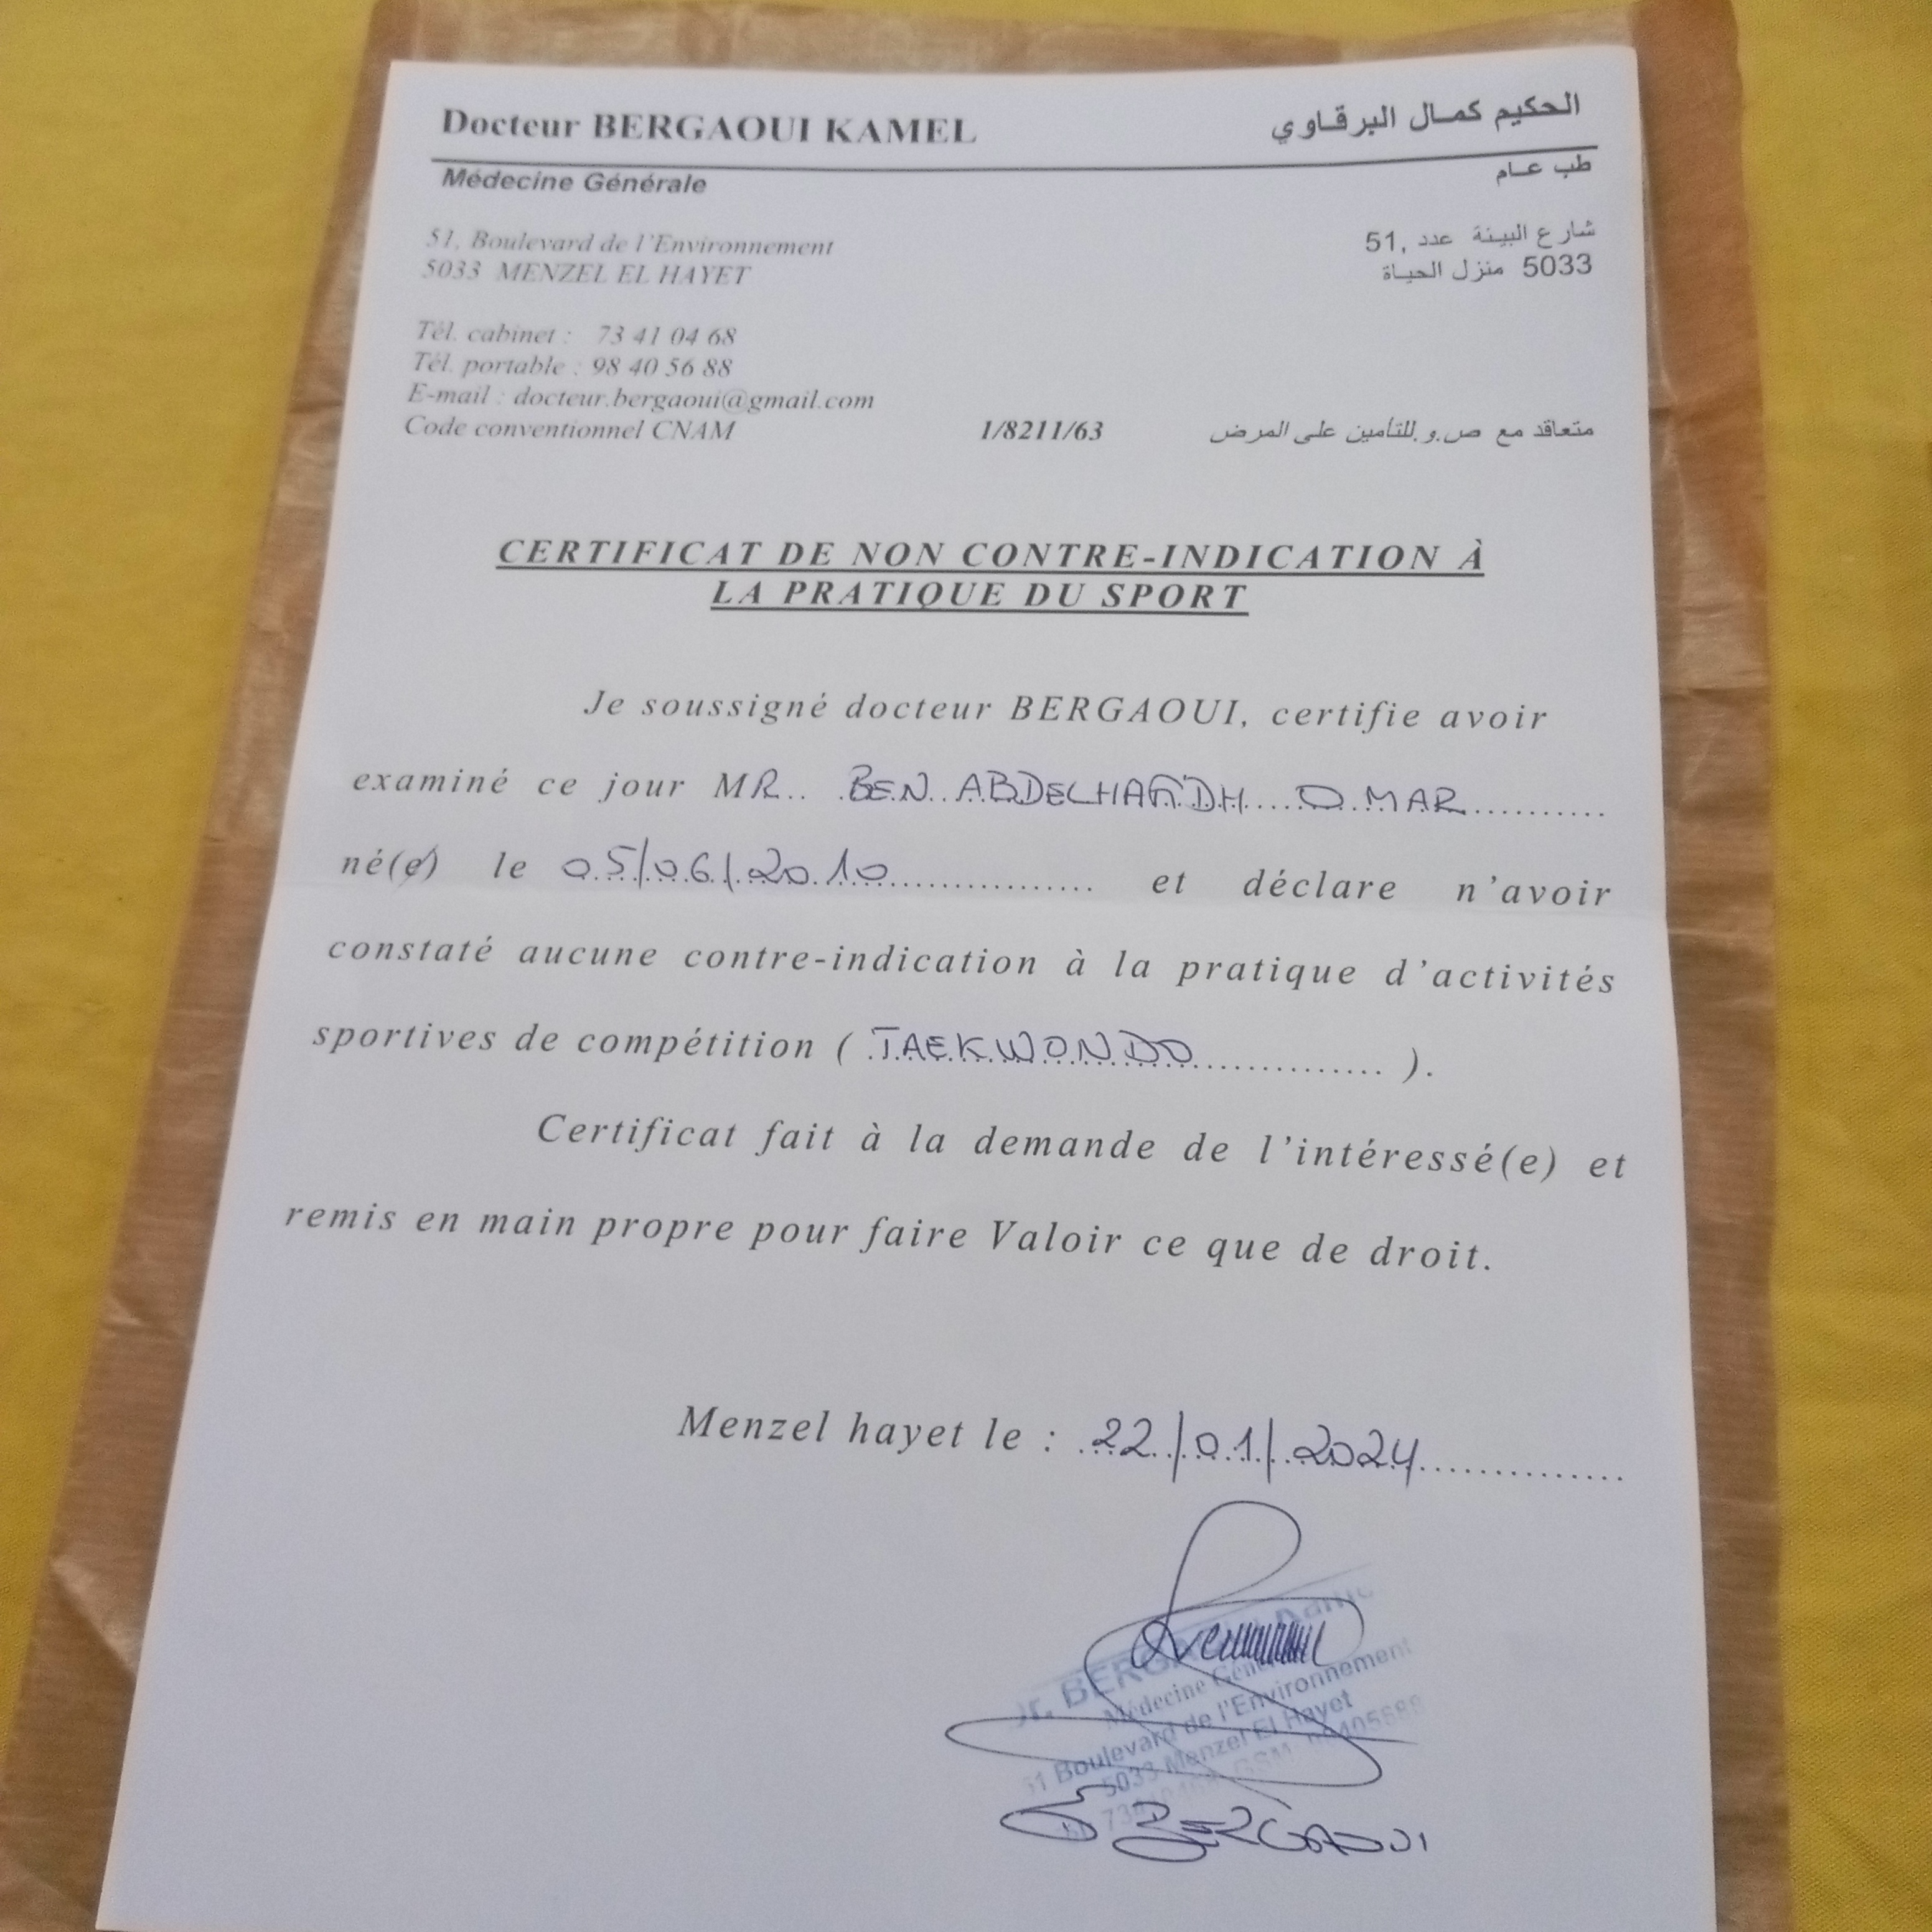 Docteur BERGAOUI KAMEL
الحكيم كمال البرقاوي
Médecine Générale
طب عام
51, Boulevard de l'Environnement
شارع البيئة عدد 51,
5033 MENZEL EL HAYET
5033 منزل الحياة
Tél. cabinet : 73 41 04 68
Tél. portable : 98 40 56 88
E-mail : docteur.bergaoui@gmail.com
Code conventionnel CNAM 1/8211/63 متعاقد مع ص.و.للتأمين على المرض
CERTIFICAT DE NON CONTRE-INDICATION À
LA PRATIQUE DU SPORT
Je soussigné docteur BERGAOUI, certifie avoir
examiné ce jour MR.. BEN ABDELHAFIDH OMAR
né(e) le 05/06/2010 et déclare n'avoir
constaté aucune contre-indication à la pratique d'activités
sportives de compétition ( TAEKWONDO ).
Certificat fait à la demande de l'intéressé(e) et
remis en main propre pour faire Valoir ce que de droit.
Menzel hayet le : 22/01/2024
Dr. BERGAOUI Kamel
Médecine Générale
51 Boulevard de l'Environnement
5033 Menzel El Hayet
GSM
BERGAOUI